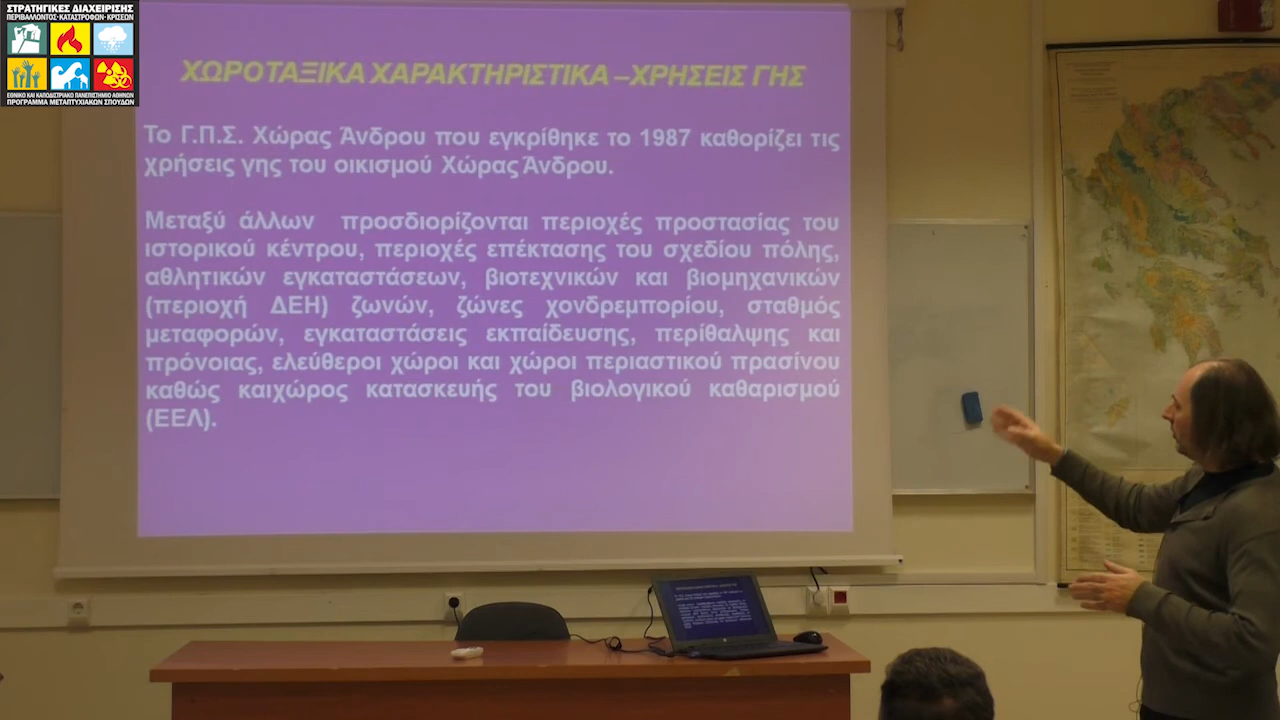 ΣΤΡΑΤΗΓΙΚΕΣ ΔΙΑΧΕΙΡΙΣΗΣ
ΠΕΡΙΒΑΛΛΟΝΤΟΣ·ΚΑΤΑΣΤΡΟΦΩΝ·ΚΡΙΣΕΩΝ
ΕΘΝΙΚΟ ΚΑΙ ΚΑΠΟΔΙΣΤΡΙΑΚΟ ΠΑΝΕΠΙΣΤΗΜΙΟ ΑΘΗΝΩΝ
ΠΡΟΓΡΑΜΜΑ ΜΕΤΑΠΤΥΧΙΑΚΩΝ ΣΠΟΥΔΩΝ
ΧΩΡΟΤΑΞΙΚΑ ΧΑΡΑΚΤΗΡΙΣΤΙΚΑ –ΧΡΗΣΕΙΣ ΓΗΣ
Το Γ.Π.Σ. Χώρας Άνδρου που εγκρίθηκε το 1987 καθορίζει τις
χρήσεις γης του οικισμού Χώρας Άνδρου.
Μεταξύ άλλων προσδιορίζονται περιοχές προστασίας του
ιστορικού κέντρου, περιοχές επέκτασης του σχεδίου πόλης,
αθλητικών εγκαταστάσεων, βιοτεχνικών και βιομηχανικών
(περιοχή ΔΕΗ) ζωνών, ζώνες χονδρεμπορίου, σταθμός
μεταφορών, εγκαταστάσεις εκπαίδευσης, περίθαλψης και
πρόνοιας, ελεύθεροι χώροι και χώροι περιαστικού πρασίνου
καθώς καιχώρος κατασκευής του βιολογικού καθαρισμού
(ΕΕΛ).